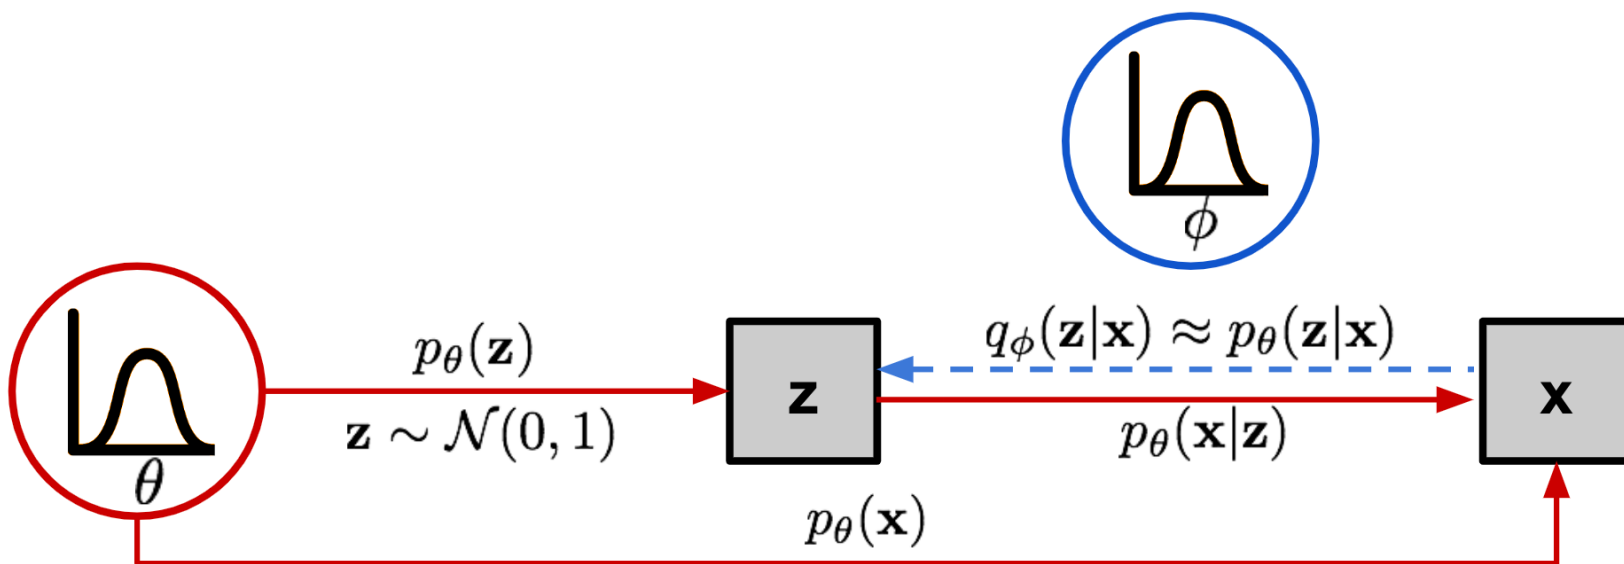 ϕ
q_ϕ(𝐳|𝐱) ≈ p_θ(𝐳|𝐱)
p_θ(𝐳)
z
x
𝐳 ∼ 𝒩(0, 1)
p_θ(𝐱|𝐳)
θ
p_θ(𝐱)